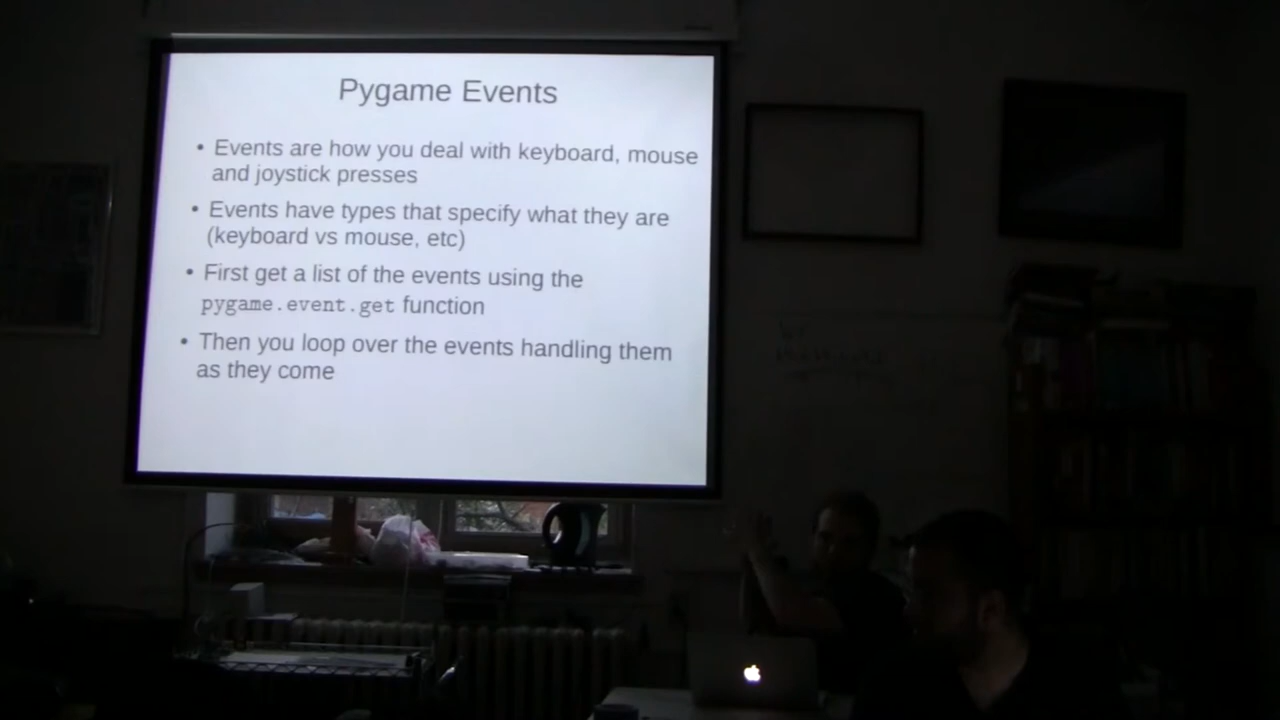 Pygame Events
• Events are how you deal with keyboard, mouse
and joystick presses
• Events have types that specify what they are
(keyboard vs mouse, etc)
• First get a list of the events using the
pygame.event.get function
• Then you loop over the events handling them
as they come